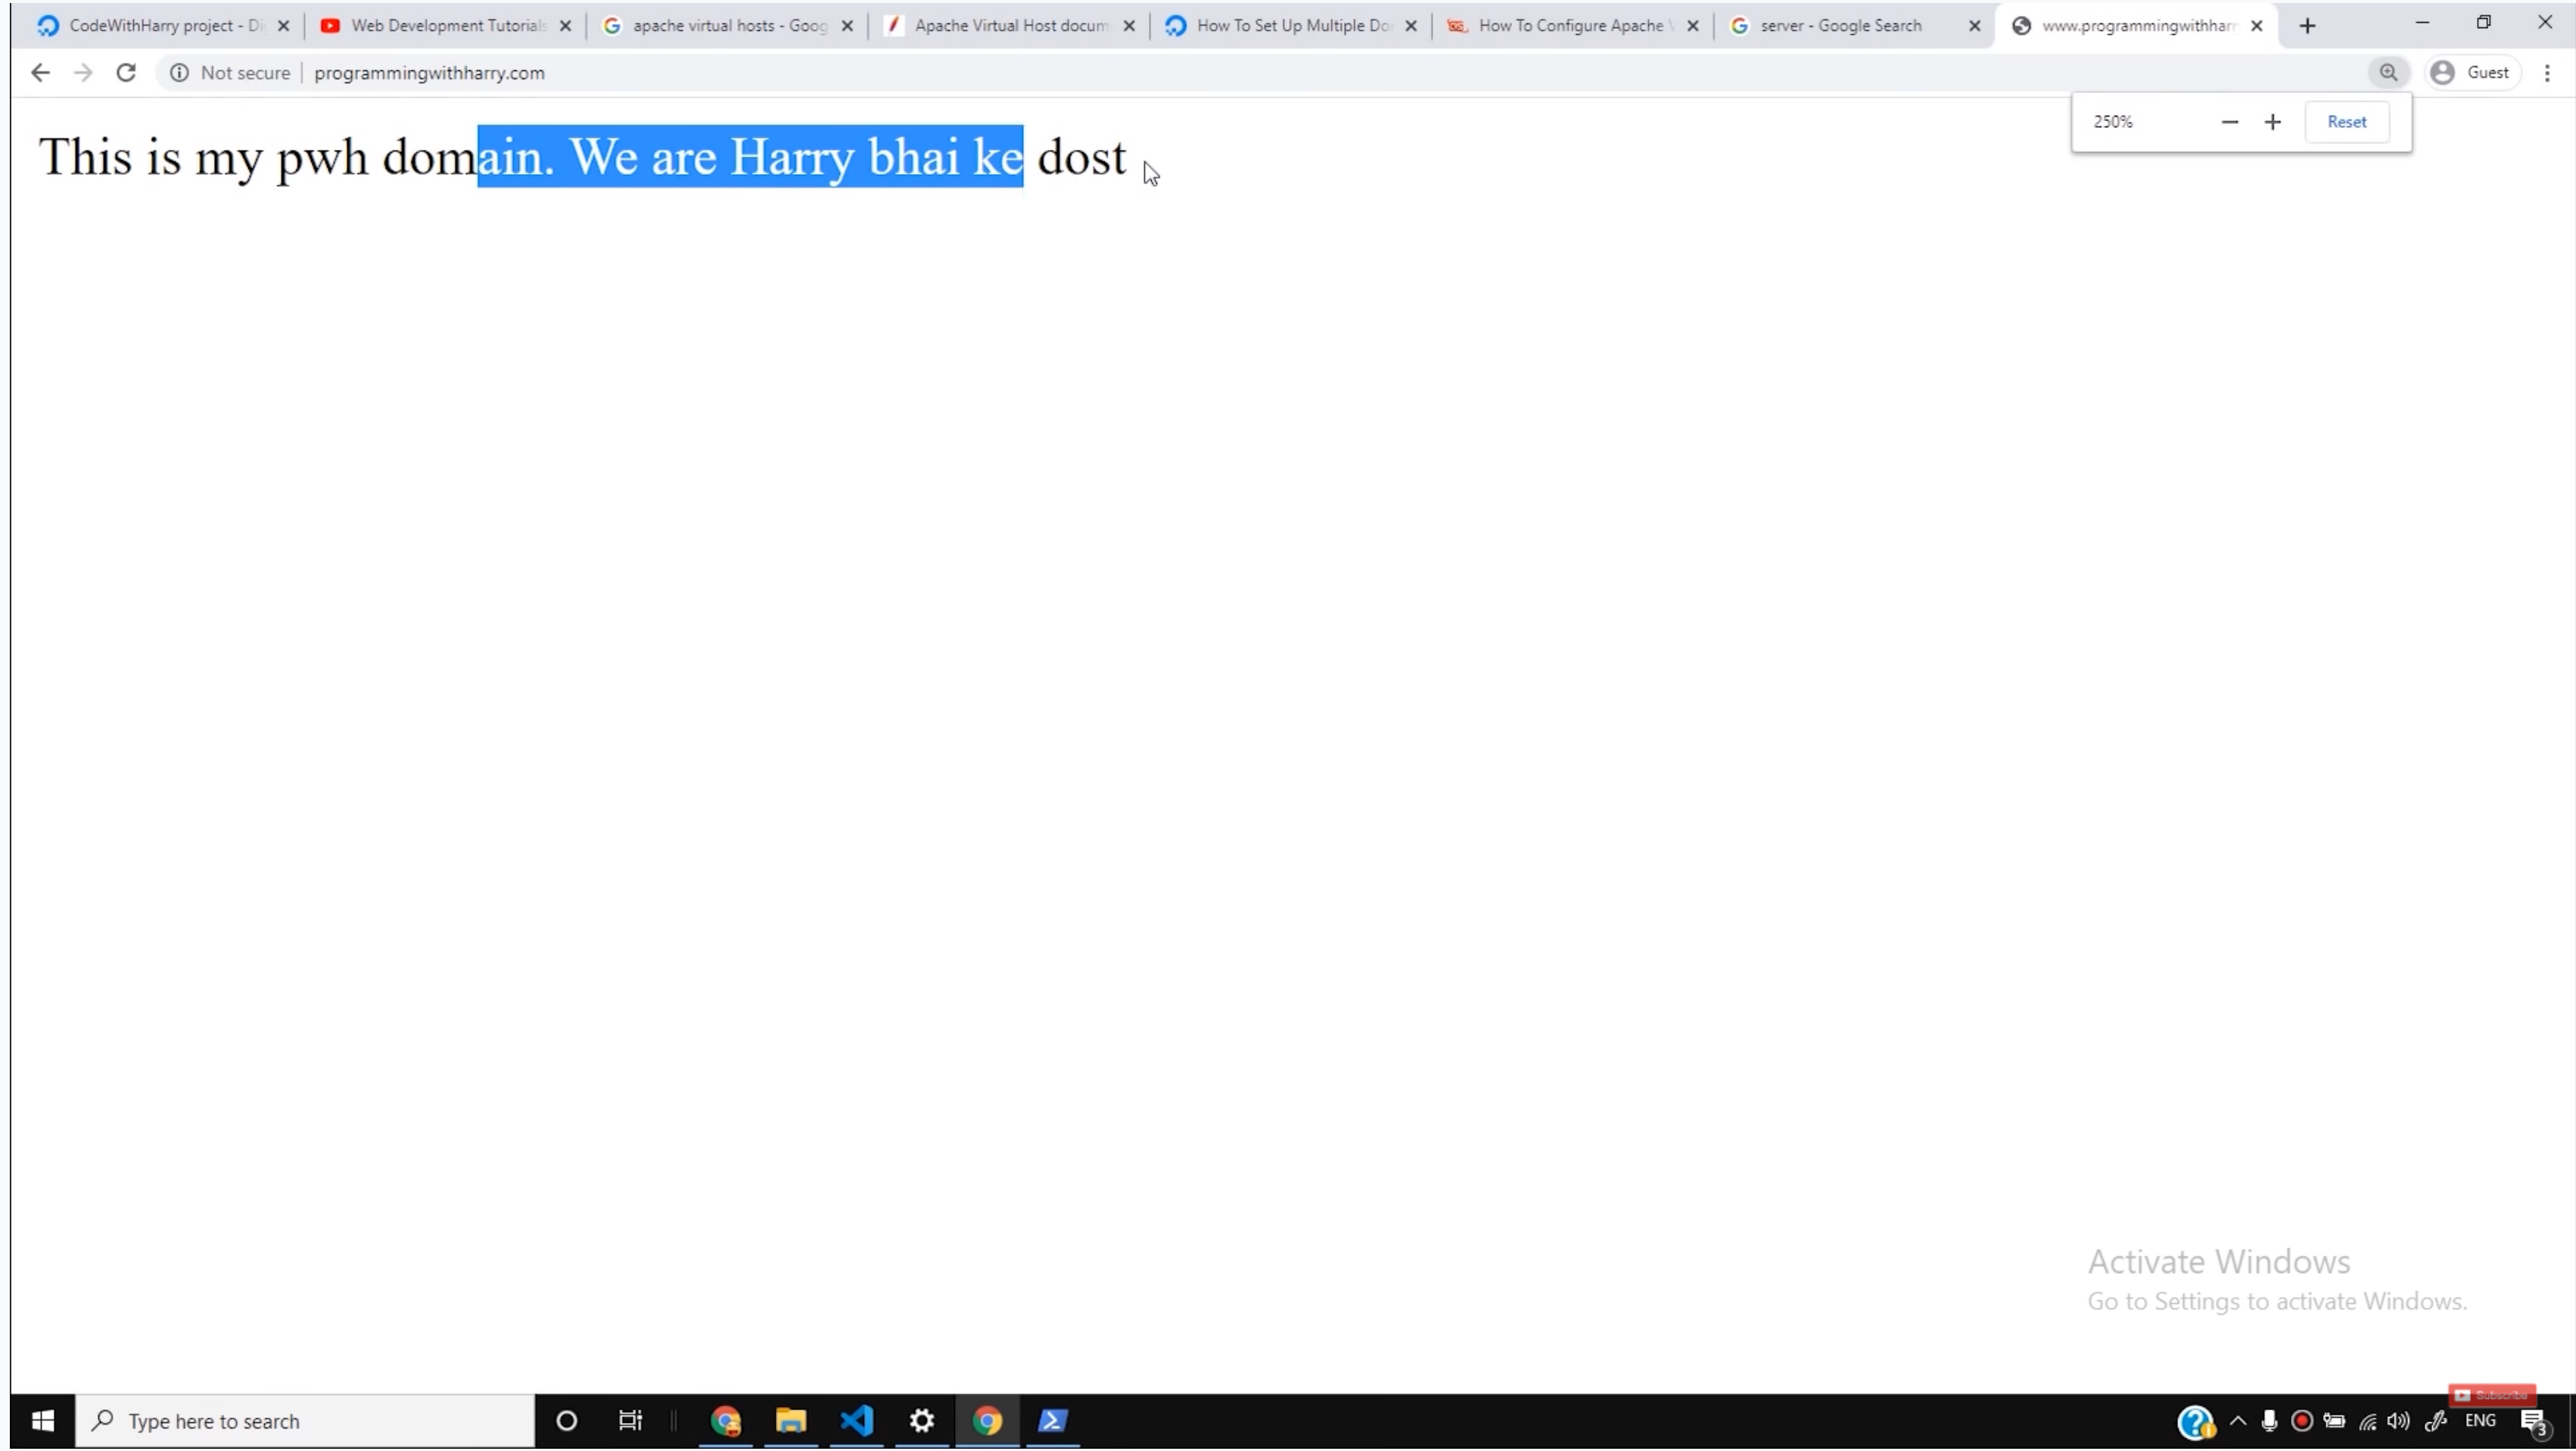 CodeWithHarry project - Di
Web Development Tutorials
apache virtual hosts - Goog
Apache Virtual Host docum
How To Set Up Multiple Do
How To Configure Apache V
server - Google Search
www.programmingwithharr
Not secure
programmingwithharry.com
Guest
250%
Reset
This is my pwh domain. We are Harry bhai ke dost
Activate Windows
Go to Settings to activate Windows.
Subscribe
Type here to search
ENG
3